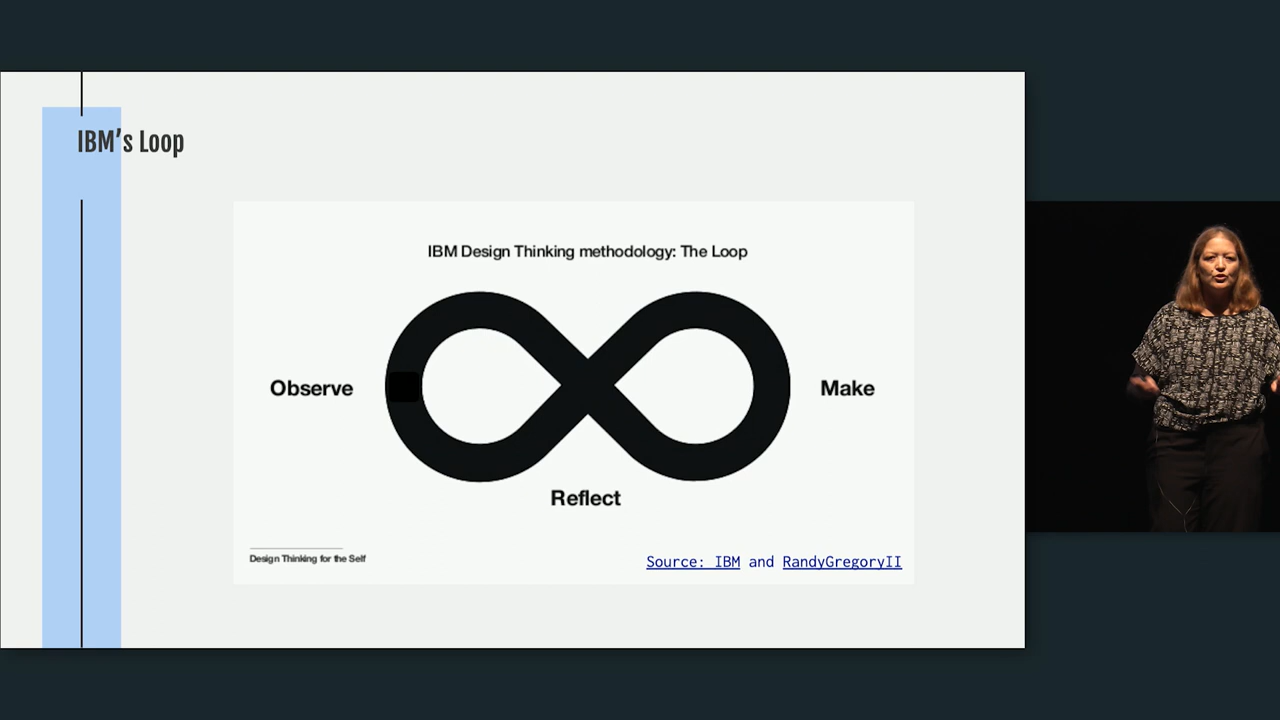 IBM’s Loop
IBM Design Thinking methodology: The Loop
Observe
Make
Reflect
Design Thinking for the Self
Source: IBM and RandyGregoryII